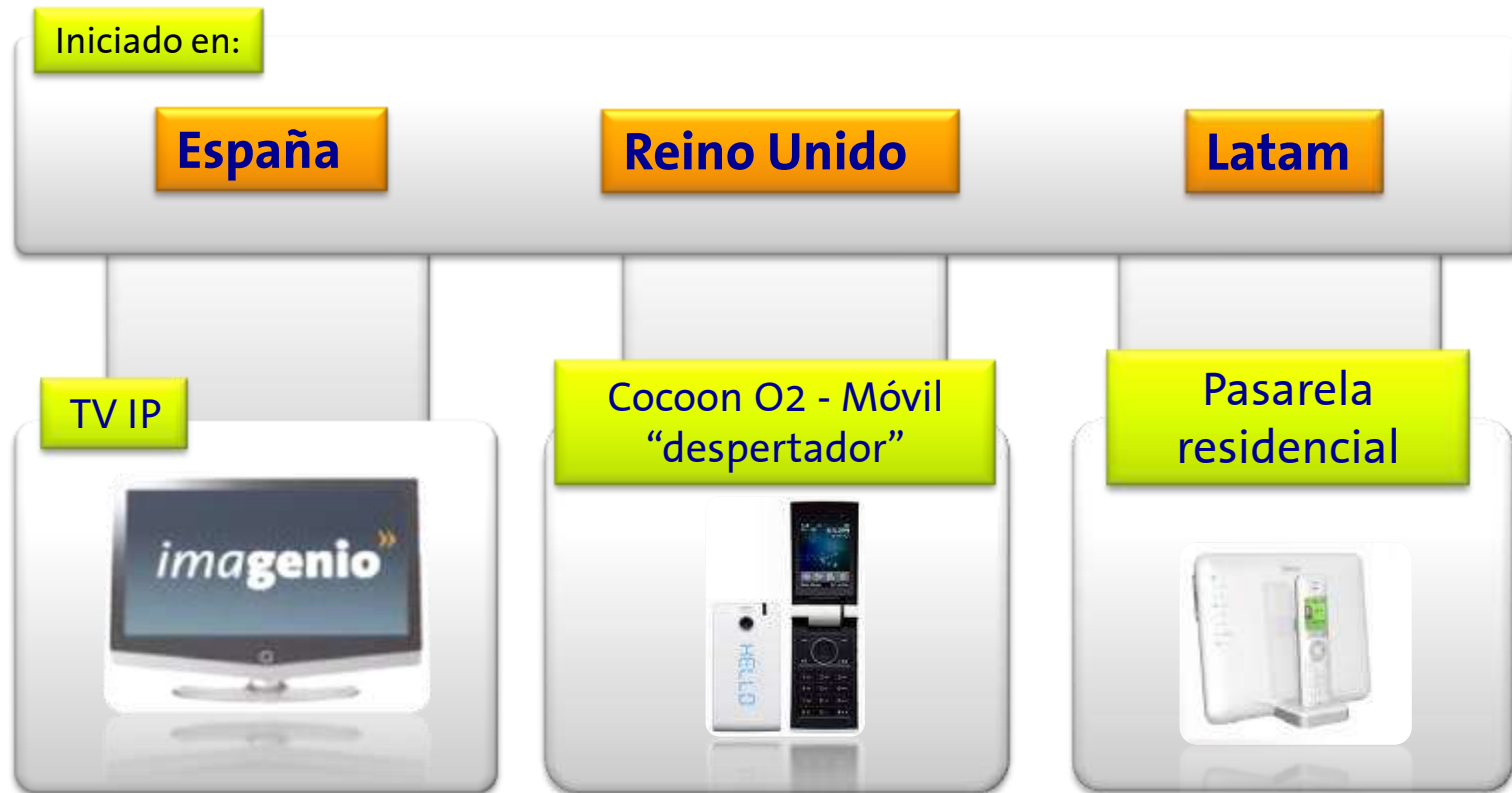 Iniciado en:
España
Reino Unido
Latam
TV IP
Cocoon O2 - Móvil
“despertador”
Pasarela
residencial
imagenio»
HELLO